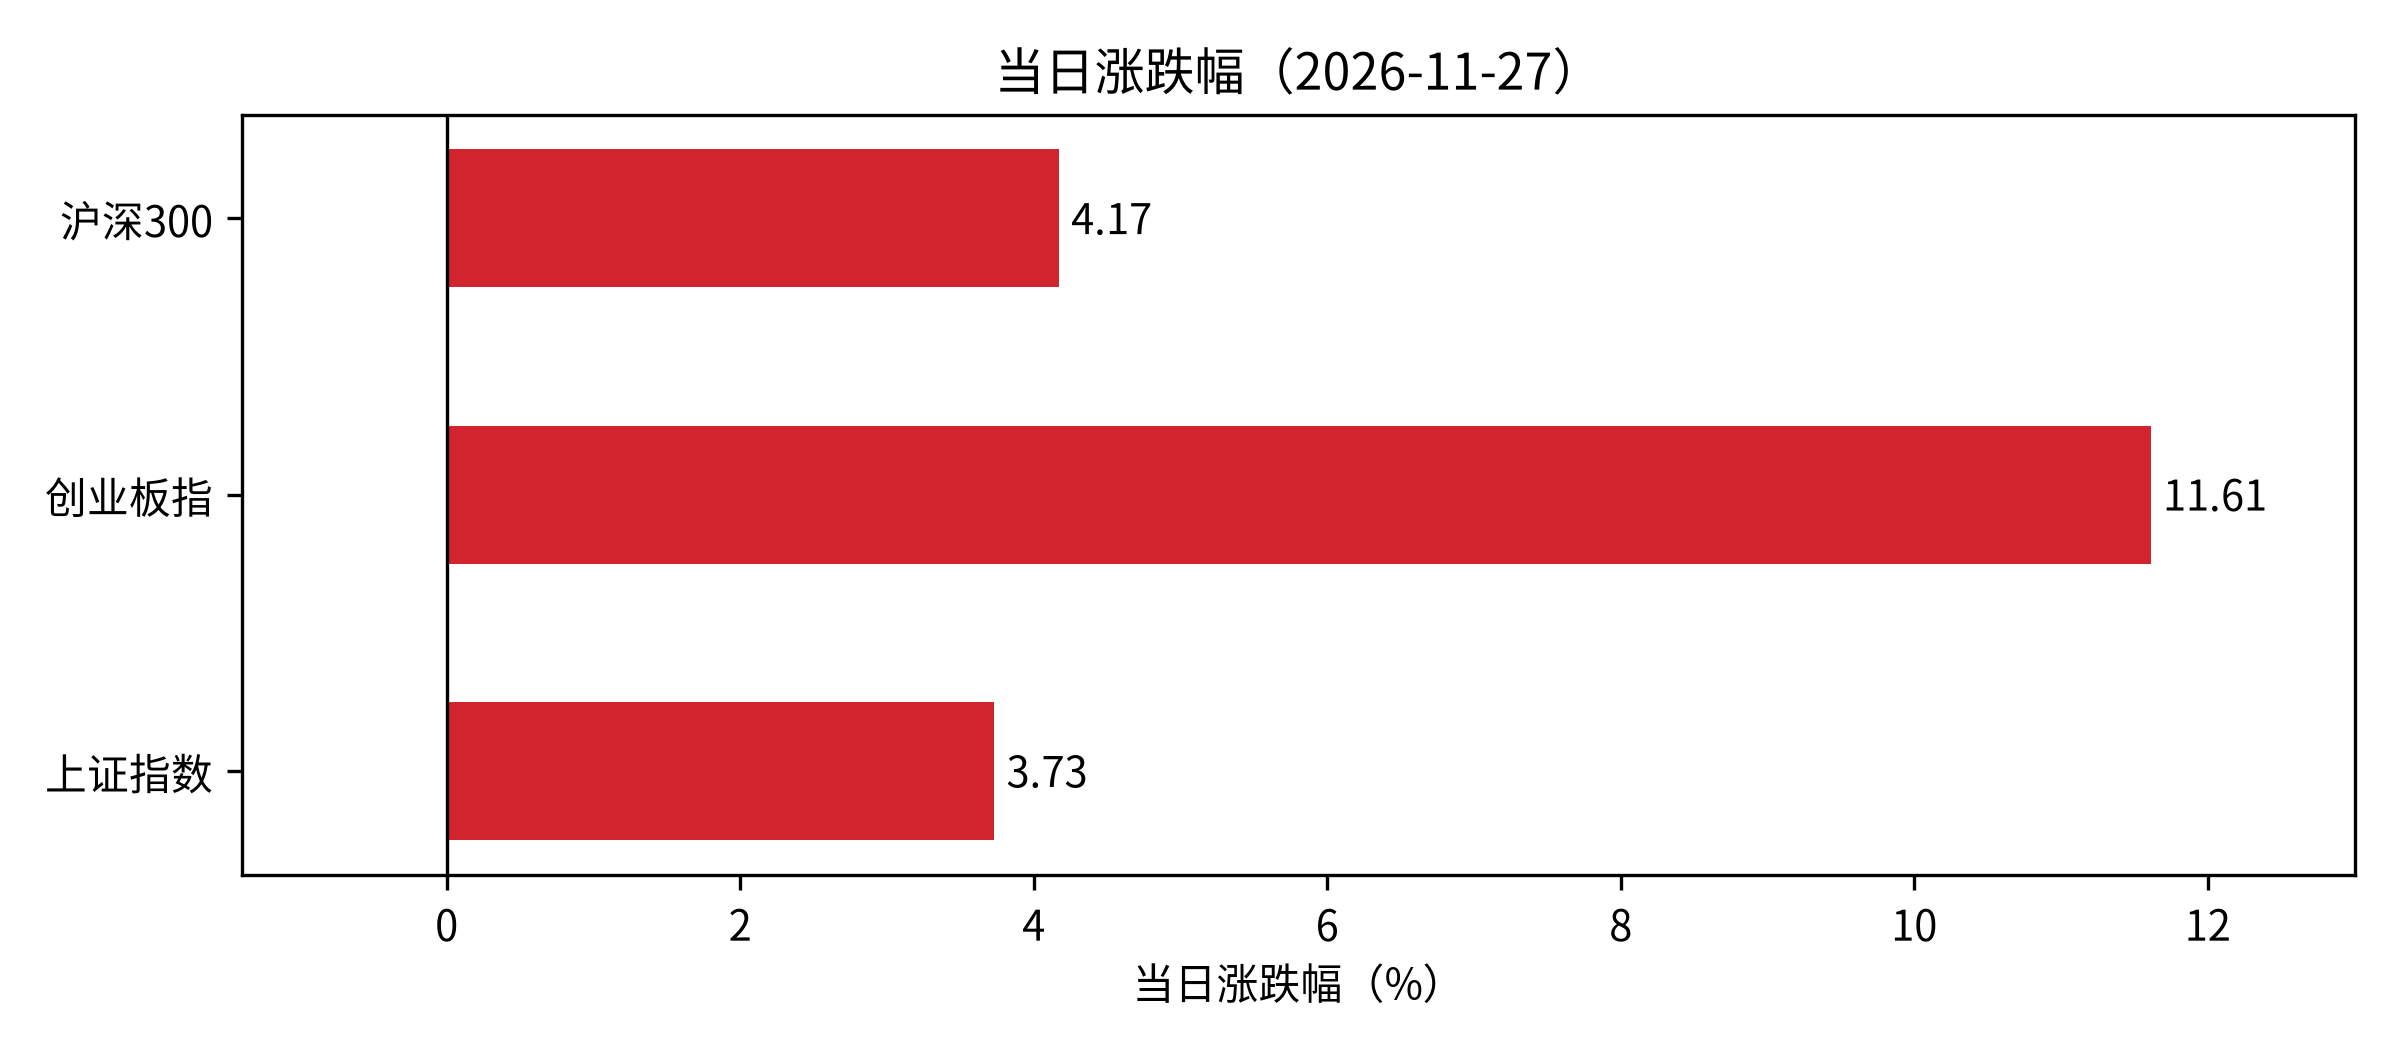 当日涨跌幅（2026-11-27）
沪深300
4.17
创业板指
11.61
上证指数
3.73
0 2 4 6 8 10 12
当日涨跌幅（%）